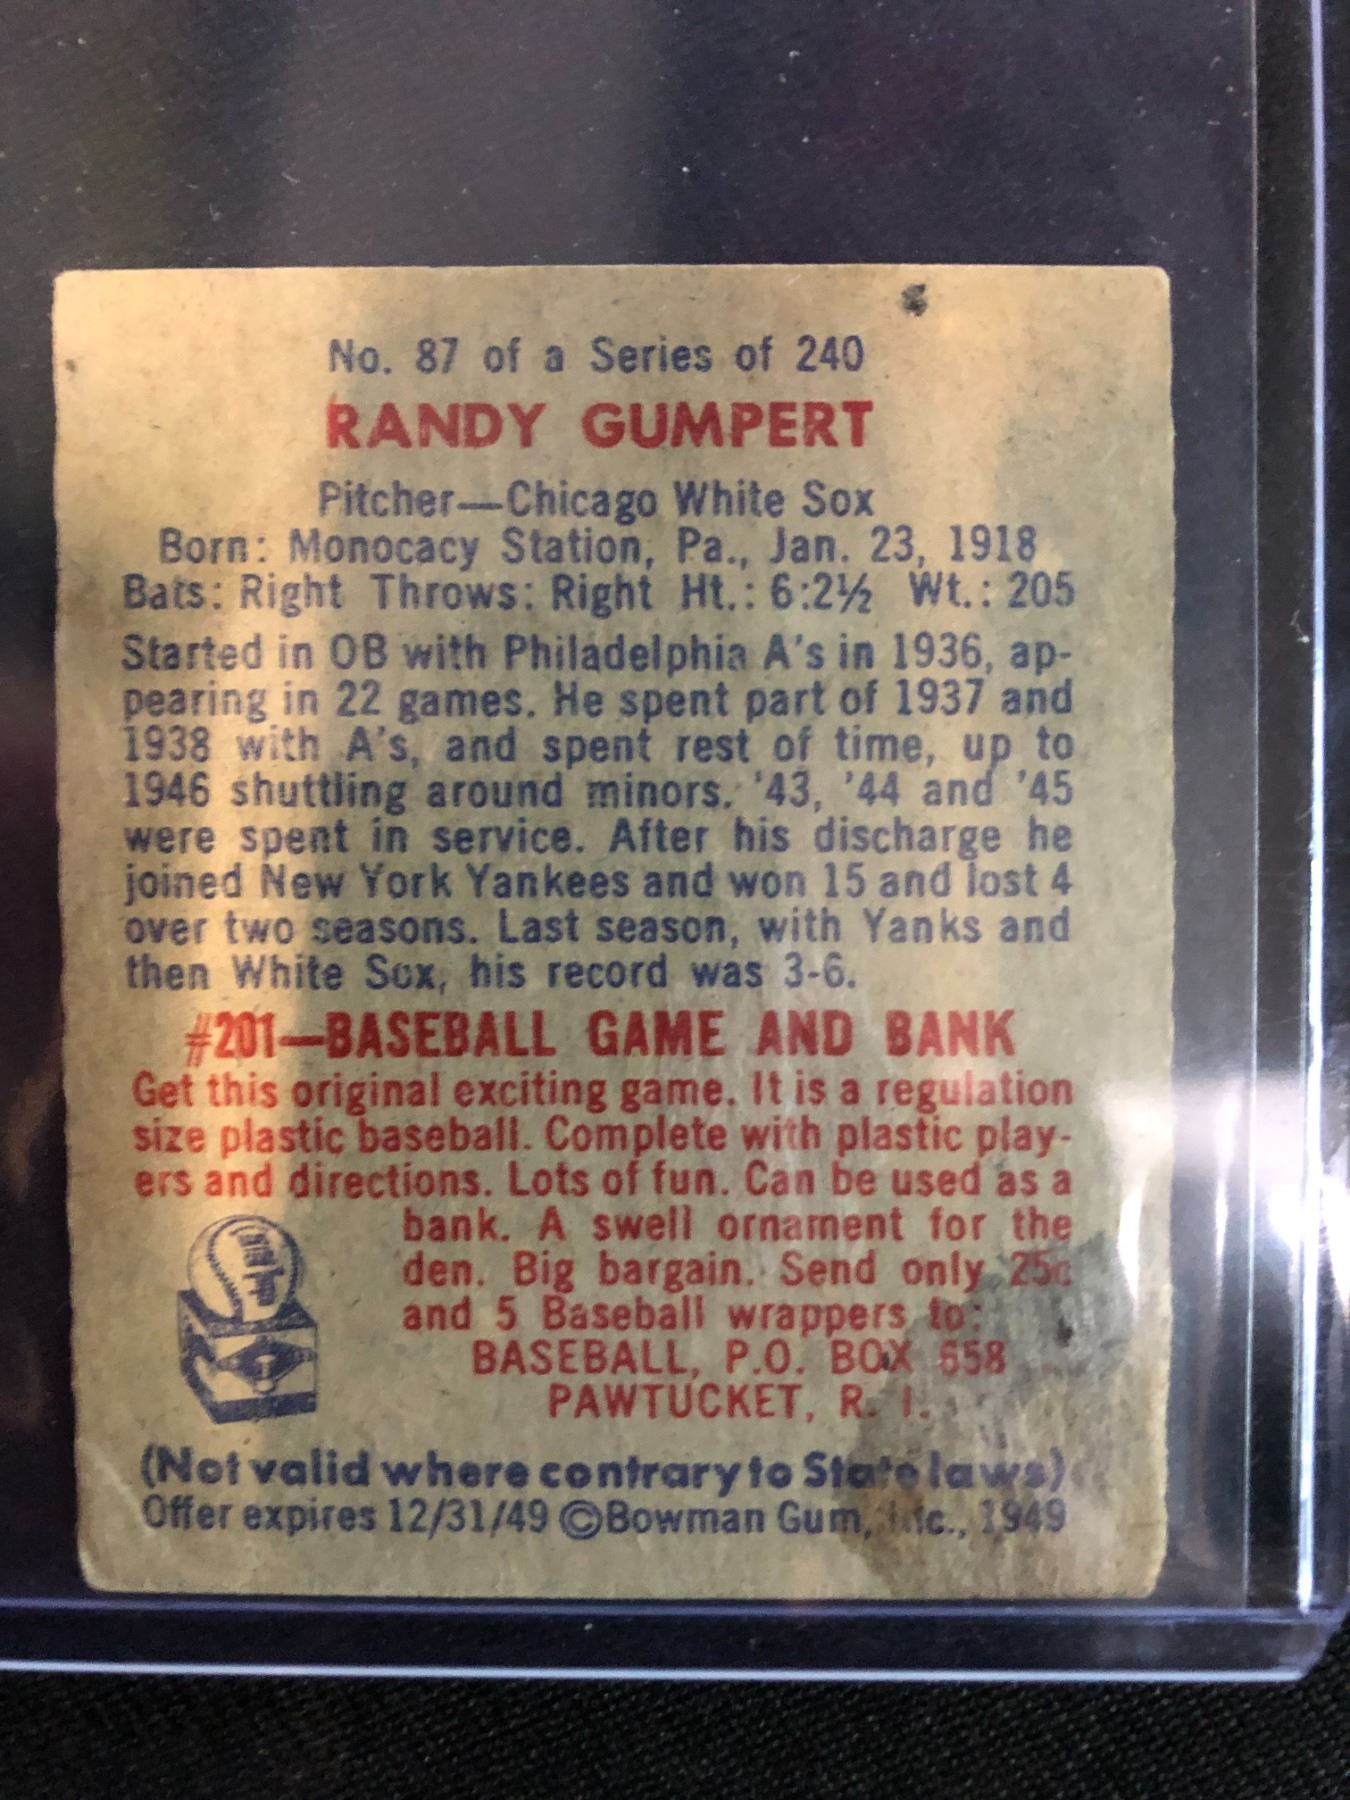 No. 87 of a Series of 240
RANDY GUMPERT
Pitcher—Chicago White Sox
Born: Monocacy Station, Pa., Jan. 23, 1918
Bats: Right Throws: Right Ht.: 6:2½ Wt.: 205
Started in OB with Philadelphia A's in 1936, ap-
pearing in 22 games. He spent part of 1937 and
1938 with A's, and spent rest of time, up to
1946 shuttling around minors. '43, '44 and '45
were spent in service. After his discharge he
joined New York Yankees and won 15 and lost 4
over two seasons. Last season, with Yanks and
then White Sox, his record was 3-6.
#201—BASEBALL GAME AND BANK
Get this original exciting game. It is a regulation
size plastic baseball. Complete with plastic play-
ers and directions. Lots of fun. Can be used as a
bank. A swell ornament for the
den. Big bargain. Send only 25c
and 5 Baseball wrappers to:
BASEBALL, P.O. BOX 658
PAWTUCKET, R. I.
(Not valid where contrary to State laws)
Offer expires 12/31/49 ©Bowman Gum, Inc., 1949